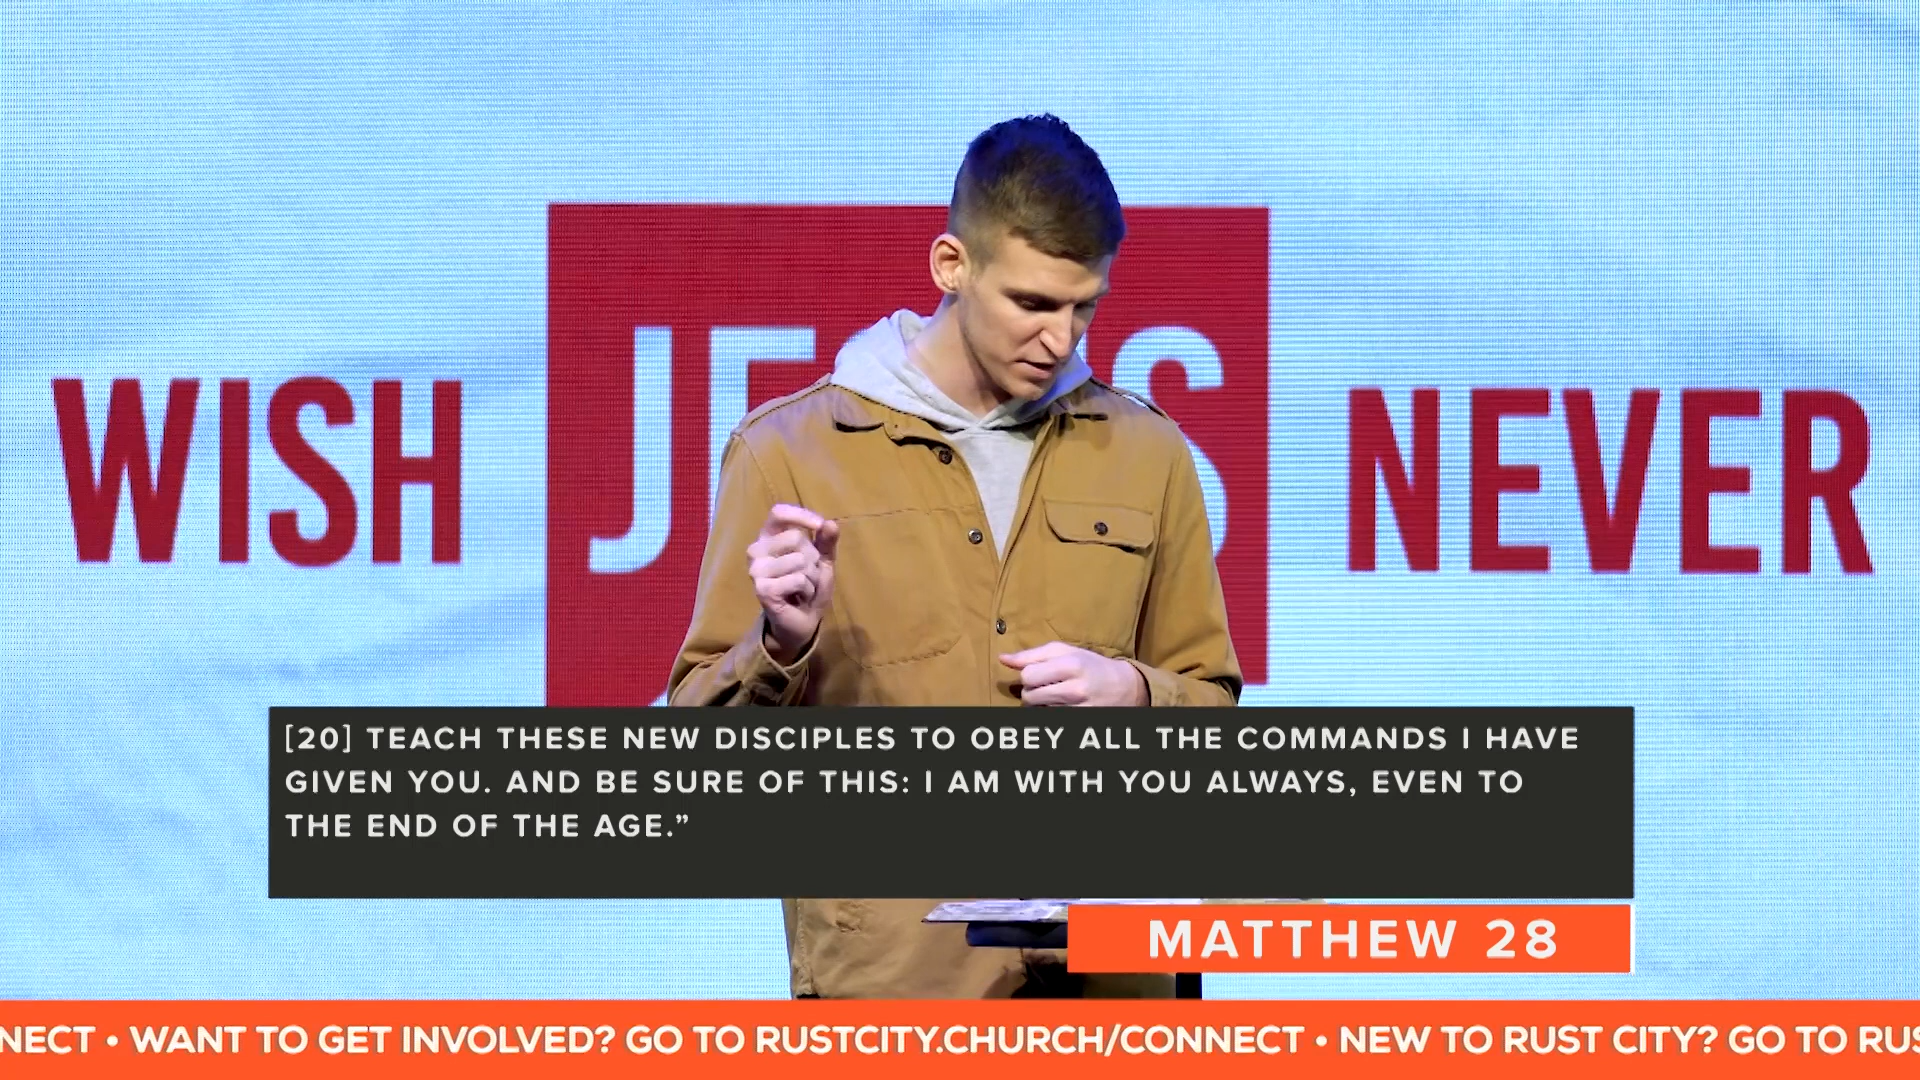 WISH
NEVER
[20] TEACH THESE NEW DISCIPLES TO OBEY ALL THE COMMANDS I HAVE
GIVEN YOU. AND BE SURE OF THIS: I AM WITH YOU ALWAYS, EVEN TO
THE END OF THE AGE.”
MATTHEW 28
NNECT • WANT TO GET INVOLVED? GO TO RUSTCITY.CHURCH/CONNECT • NEW TO RUST CITY? GO TO RUS